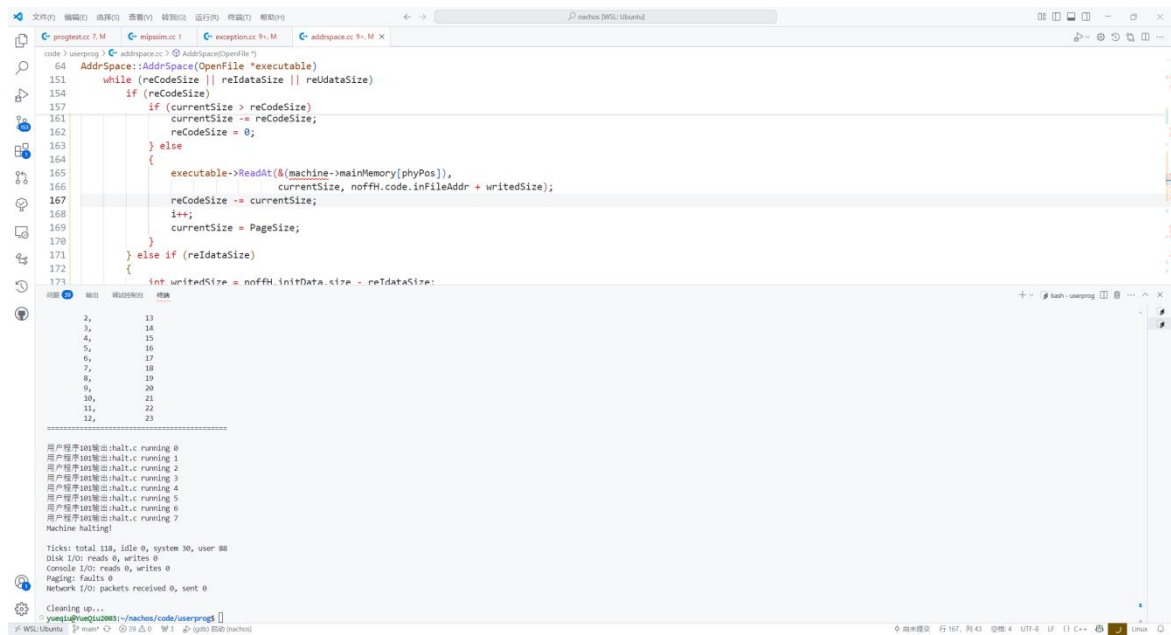 文件(F) 编辑(E) 选择(S) 查看(V) 转到(G) 运行(R) 终端(T) 帮助(H)
nachos [WSL: Ubuntu]
progtest.cc 7, M mipssim.cc 1 exception.cc 9+, M addrspace.cc 9+, M
code > userprog > addrspace.cc > AddrSpace(OpenFile *)
64 AddrSpace::AddrSpace(OpenFile *executable)
151 while (reCodeSize || reIdataSize || reUdataSize)
154 if (reCodeSize)
157 if (currentSize > reCodeSize)
161 currentSize -= reCodeSize;
162 reCodeSize = 0;
163 } else
164 {
165 executable->ReadAt(&(machine->mainMemory[phyPos]),
166 currentSize, noffH.code.inFileAddr + writedSize);
167 reCodeSize -= currentSize;
168 i++;
169 currentSize = PageSize;
170 }
171 } else if (reIdataSize)
172 {
173 int writedSize = noffH.initData.size - reIdataSize;
问题 39 输出 调试控制台 终端
bash - userprog
2, 13
3, 14
4, 15
5, 16
6, 17
7, 18
8, 19
9, 20
10, 21
11, 22
12, 23
============================================
用户程序101输出:halt.c running 0
用户程序101输出:halt.c running 1
用户程序101输出:halt.c running 2
用户程序101输出:halt.c running 3
用户程序101输出:halt.c running 4
用户程序101输出:halt.c running 5
用户程序101输出:halt.c running 6
用户程序101输出:halt.c running 7
Machine halting!
Ticks: total 118, idle 0, system 30, user 88
Disk I/O: reads 0, writes 0
Console I/O: reads 0, writes 0
Paging: faults 0
Network I/O: packets received 0, sent 0
Cleaning up...
yueqiu@YueQiu2003:~/nachos/code/userprog$
WSL: Ubuntu main* 39 0 3 (gdb) 启动 (nachos) 尚未提交 行 167, 列 43 空格: 4 UTF-8 LF {} C++ Linux